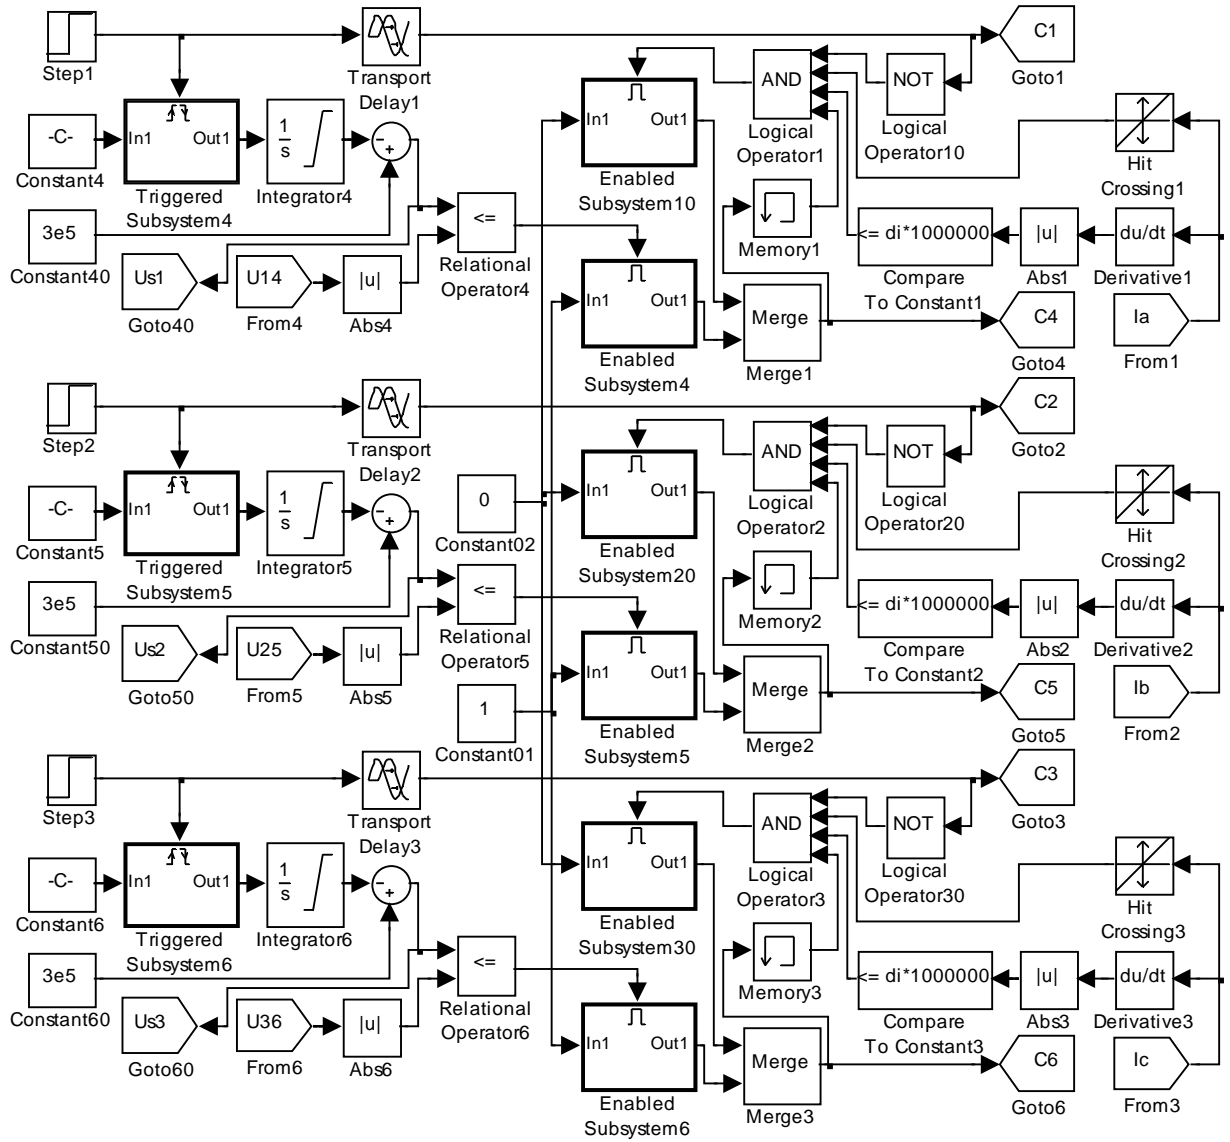 C1
Step1
Transport
Delay1
AND
NOT
Goto1
-C-
In1
Out1
1
s
In1
Out1
Logical
Operator1
Logical
Operator10
Constant4
Triggered
Subsystem4
Integrator4
Enabled
Subsystem10
Hit
Crossing1
3e5
<=
Memory1
<= di*1000000
|u|
du/dt
Constant40
Relational
Operator4
Compare
To Constant1
Abs1
Derivative1
Us1
U14
|u|
In1
Out1
Merge
C4
Ia
Goto40
From4
Abs4
Enabled
Subsystem4
Merge1
Goto4
From1
C2
Step2
Transport
Delay2
AND
NOT
Goto2
-C-
In1
Out1
1
s
0
In1
Out1
Logical
Operator2
Logical
Operator20
Constant5
Triggered
Subsystem5
Integrator5
Constant02
Enabled
Subsystem20
Hit
Crossing2
3e5
<=
Memory2
<= di*1000000
|u|
du/dt
Constant50
Relational
Operator5
Compare
To Constant2
Abs2
Derivative2
Us2
U25
|u|
In1
Out1
Merge
C5
Ib
Goto50
From5
Abs5
1
Constant01
Enabled
Subsystem5
Merge2
Goto5
From2
C3
Step3
Transport
Delay3
AND
NOT
Goto3
-C-
In1
Out1
1
s
In1
Out1
Logical
Operator3
Logical
Operator30
Constant6
Triggered
Subsystem6
Integrator6
Enabled
Subsystem30
Hit
Crossing3
3e5
<=
Memory3
<= di*1000000
|u|
du/dt
Constant60
Relational
Operator6
Compare
To Constant3
Abs3
Derivative3
Us3
U36
|u|
In1
Out1
Merge
C6
Ic
Goto60
From6
Abs6
Enabled
Subsystem6
Merge3
Goto6
From3